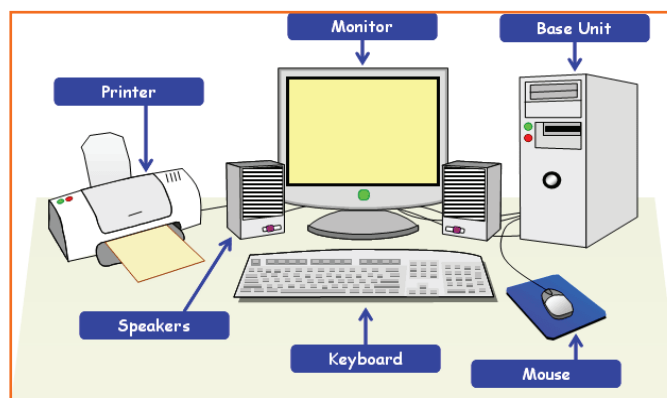 Monitor
Base Unit
Printer
Speakers
Keyboard
Mouse